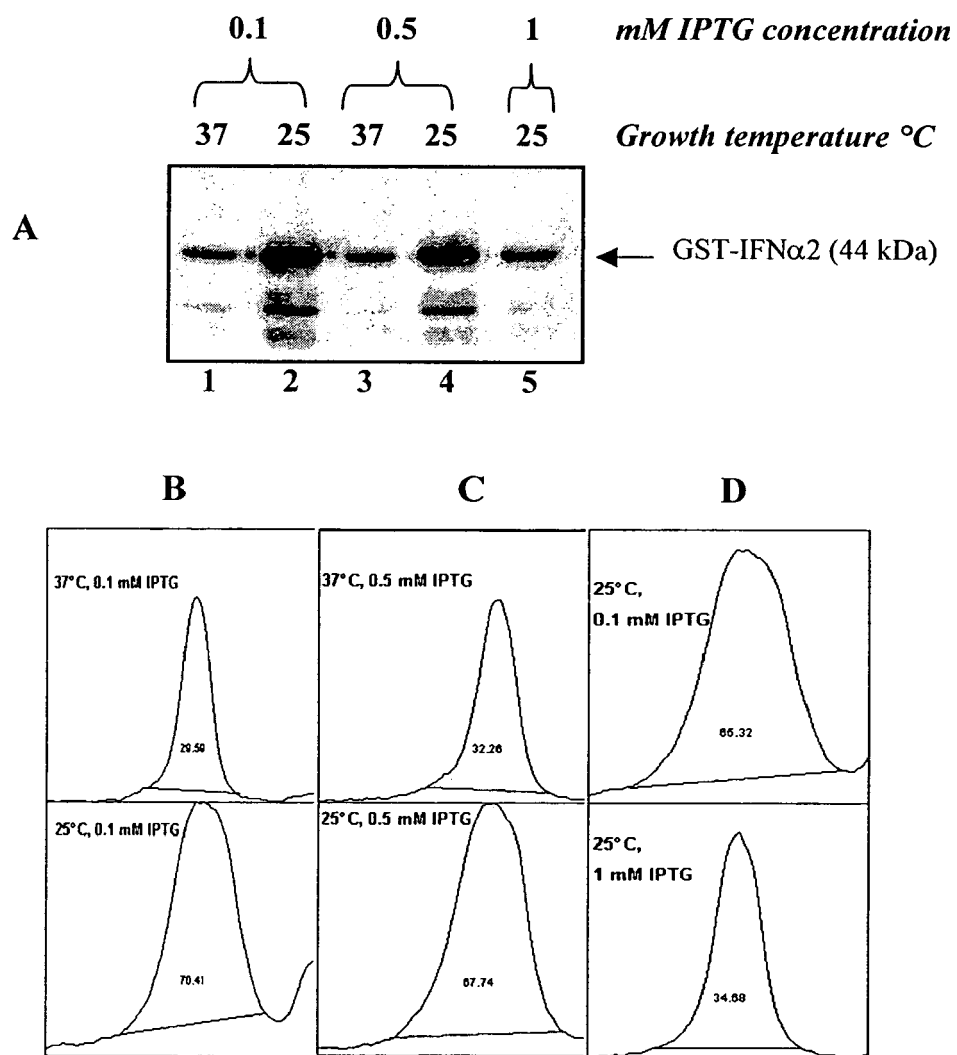 0.1 0.5 1 mM IPTG concentration
37 25 37 25 25 Growth temperature °C
A
GST-IFNα2 (44 kDa)
1 2 3 4 5
B C D
37°C, 0.1 mM IPTG
29.59
37°C, 0.5 mM IPTG
32.26
25°C,
0.1 mM IPTG
65.32
25°C, 0.1 mM IPTG
70.41
25°C, 0.5 mM IPTG
67.74
25°C,
1 mM IPTG
34.68